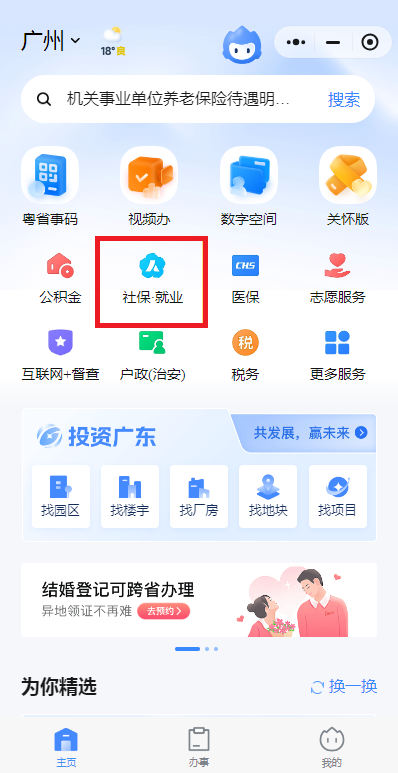 广州
18° 良
机关事业单位养老保险待遇明… 搜索
粤省事码 视频办 数字空间 关怀版
公积金 社保·就业 CHS 医保 志愿服务
互联网+督查 户政(治安) 税 税务 更多服务
投资广东 共发展，赢未来
找园区 找楼宇 找厂房 找地块 找项目
结婚登记可跨省办理
异地领证不再难 去预约
为你精选 换一换
主页 办事 我的